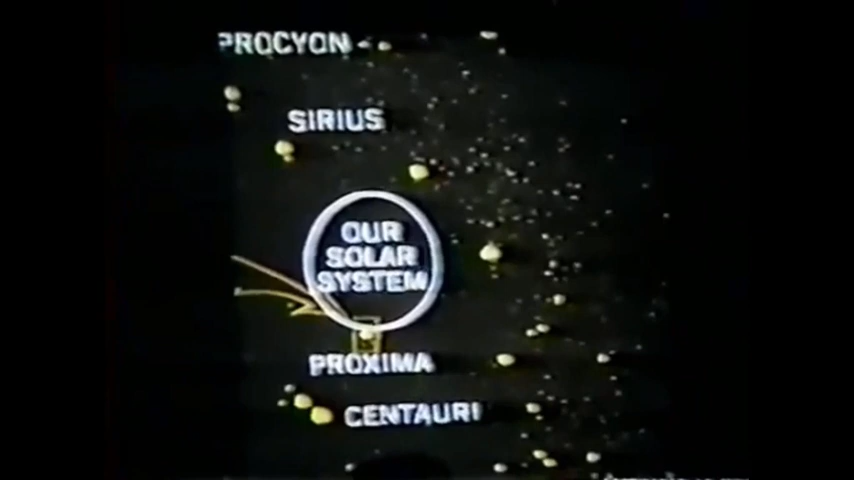 PROCYON
SIRIUS
OUR
SOLAR
SYSTEM
PROXIMA
CENTAURI